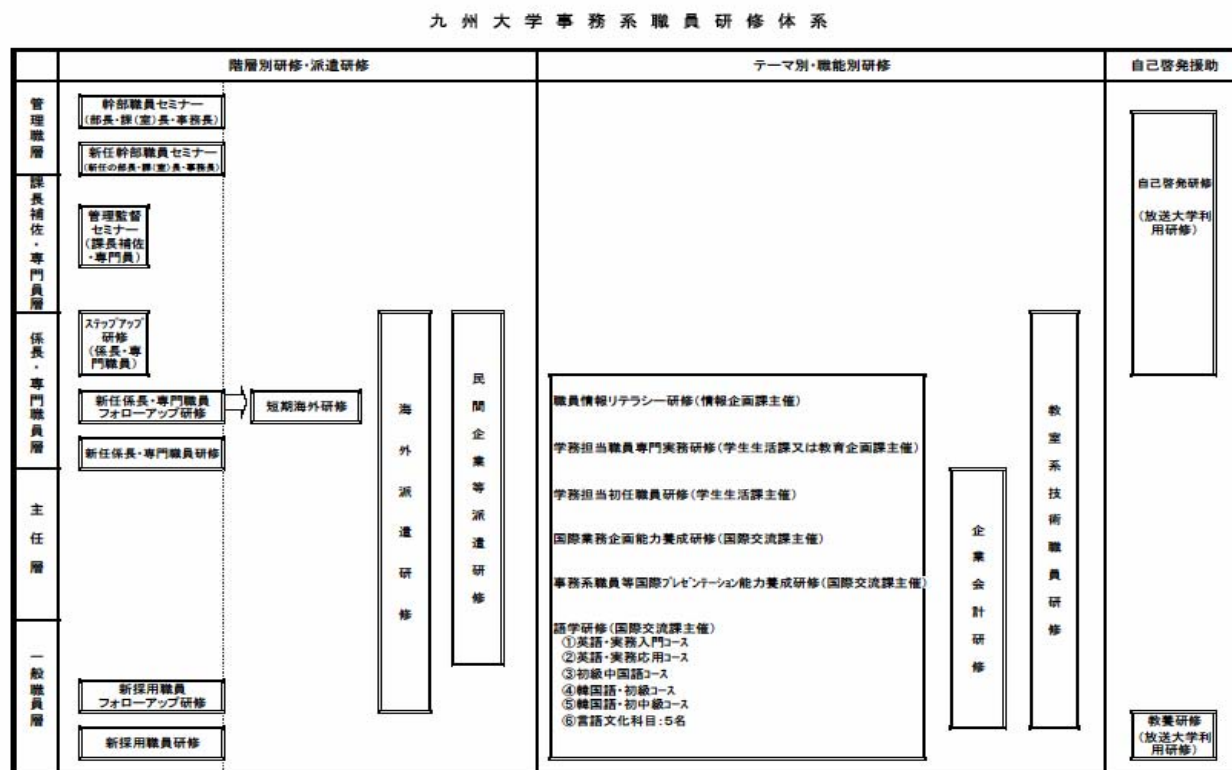 九州大学事務系職員研修体系
階層別研修・派遣研修
テーマ別・職能別研修
自己啓発援助
管理職層
幹部職員セミナー
(部長・課(室)長・事務長)
新任幹部職員セミナー
(新任の部長・課(室)長・事務長)
課長補佐・専門員層
管理監督
セミナー
(課長補佐
・専門員)
係長・専門職員層
ステップアップ
研修
(係長・専
門職員)
新任係長・専門職員
フォローアップ研修
短期海外研修
新任係長・専門職員研修
主任層
一般職員層
新採用職員
フォローアップ研修
新採用職員研修
海外派遣研修
民間企業等派遣研修
職員情報リテラシー研修(情報企画課主催)
学務担当職員専門実務研修(学生生活課又は教育企画課主催)
学務担当初任職員研修(学生生活課主催)
国際業務企画能力養成研修(国際交流課主催)
事務系職員等国際プレゼンテーション能力養成研修(国際交流課主催)
語学研修(国際交流課主催)
①英語・実務入門コース
②英語・実務応用コース
③初級中国語コース
④韓国語・初級コース
⑤韓国語・初中級コース
⑥言語文化科目:5名
企業会計研修
教室系技術職員研修
自己啓発研修
(放送大学利
用研修)
教養研修
(放送大学利
用研修)